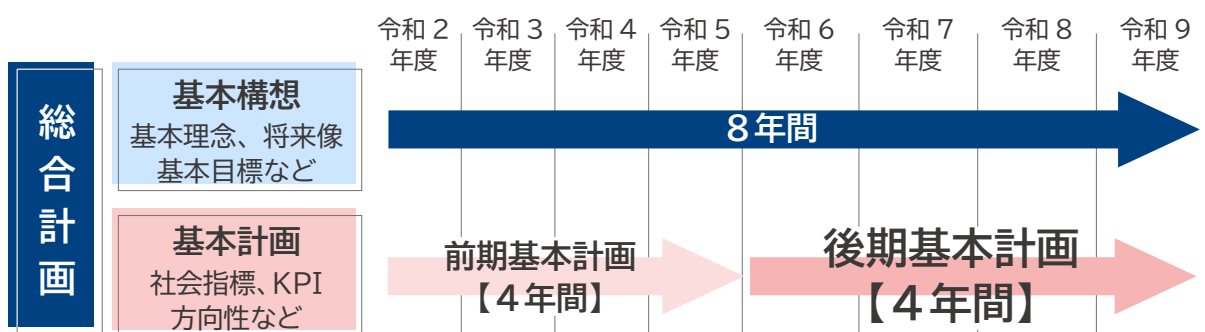 令和2
年度
令和3
年度
令和4
年度
令和5
年度
令和6
年度
令和7
年度
令和8
年度
令和9
年度
総合計画
基本構想
基本理念、将来像
基本目標など
8年間
基本計画
社会指標、KPI
方向性など
前期基本計画
【4年間】
後期基本計画
【4年間】